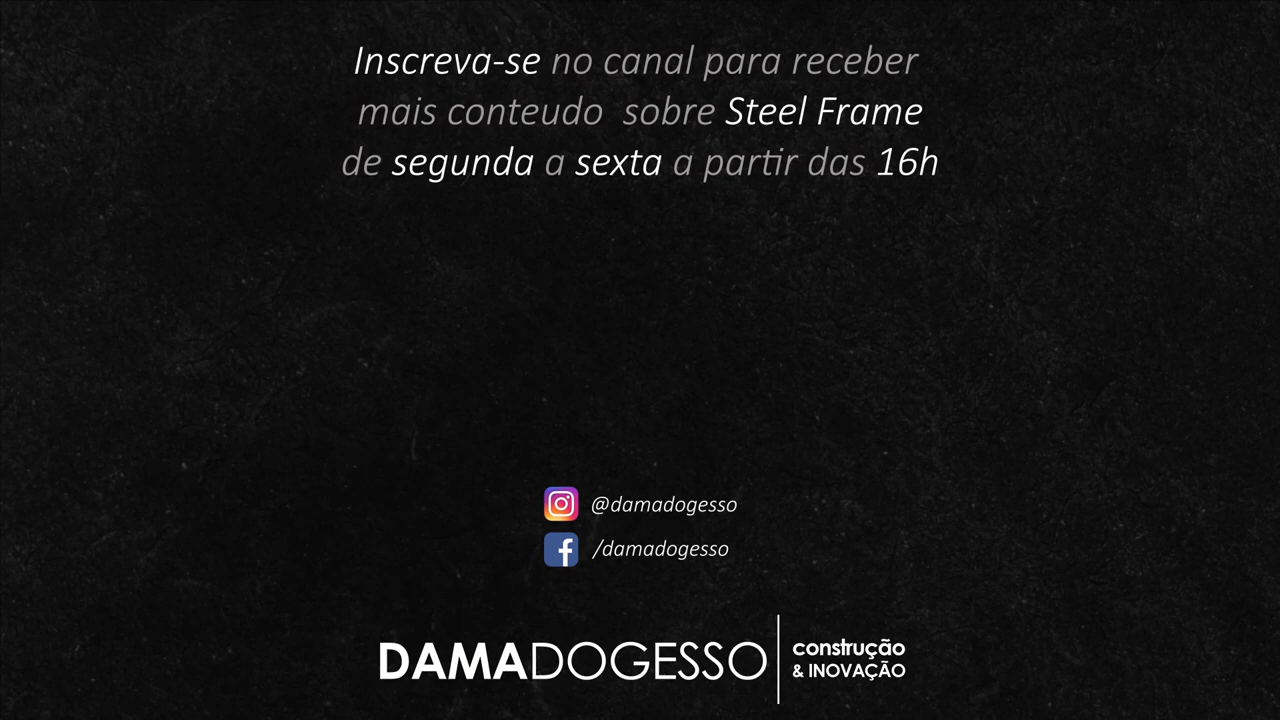 Inscreva-se no canal para receber
mais conteudo sobre Steel Frame
de segunda a sexta a partir das 16h
@damadogesso
/damadogesso
DAMADOGESSO
construção
& INOVAÇÃO